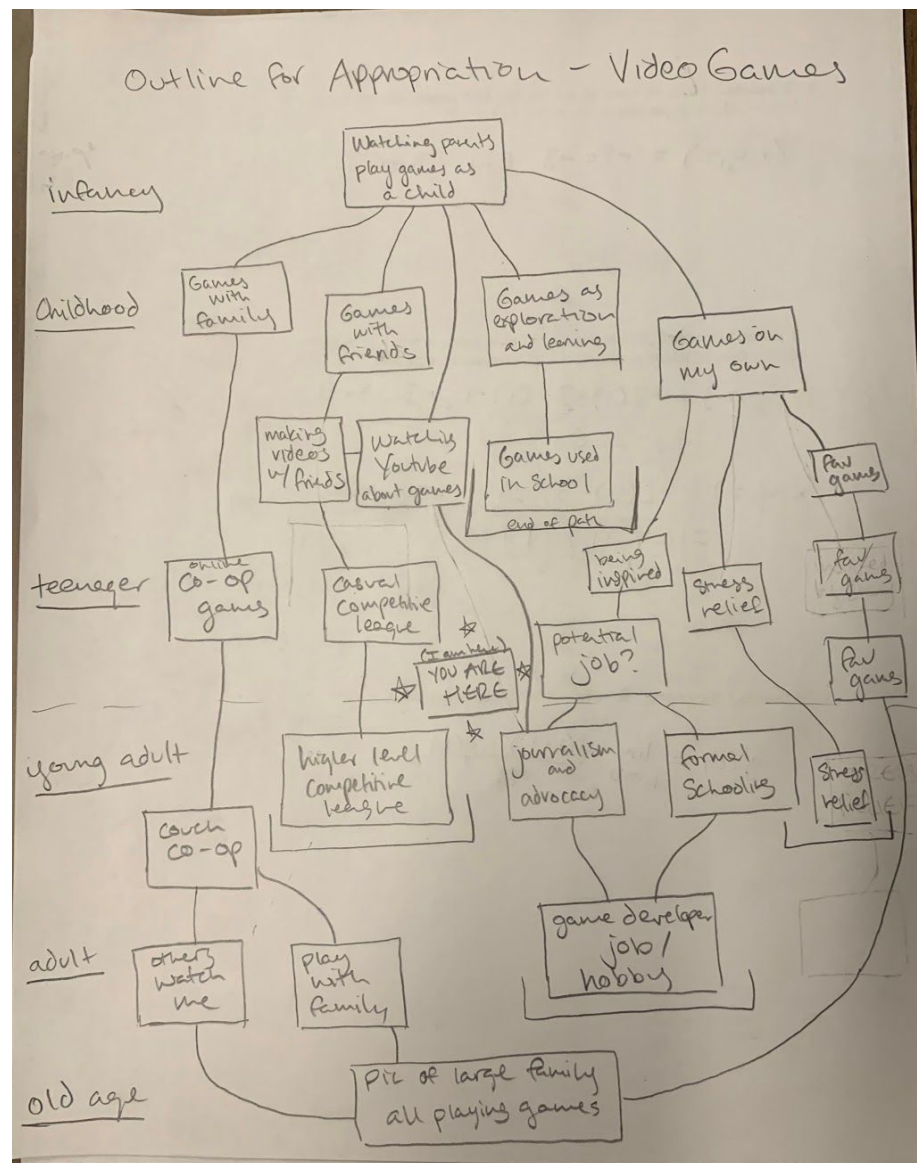 Outline for Appropriation - Video Games
infancy
Watching parents
play games as
a child
Childhood
Games
with
family
Games
with
friends
Games as
exploration
and learning
Games on
my own
making
videos
w/ friends
Watching
Youtube
about games
Games used
in School
end of path
fav
games
teenager
online
co-op
games
casual
competitive
league
being
inspired
stress
relief
fav
games
potential
job?
fav
games
(I am here)
YOU ARE
HERE
young adult
higher level
competitive
league
journalism
and
advocacy
formal
Schooling
Stress
relief
couch
co-op
adult
others
watch
me
play
with
family
game developer
job /
hobby
old age
pic of large family
all playing games